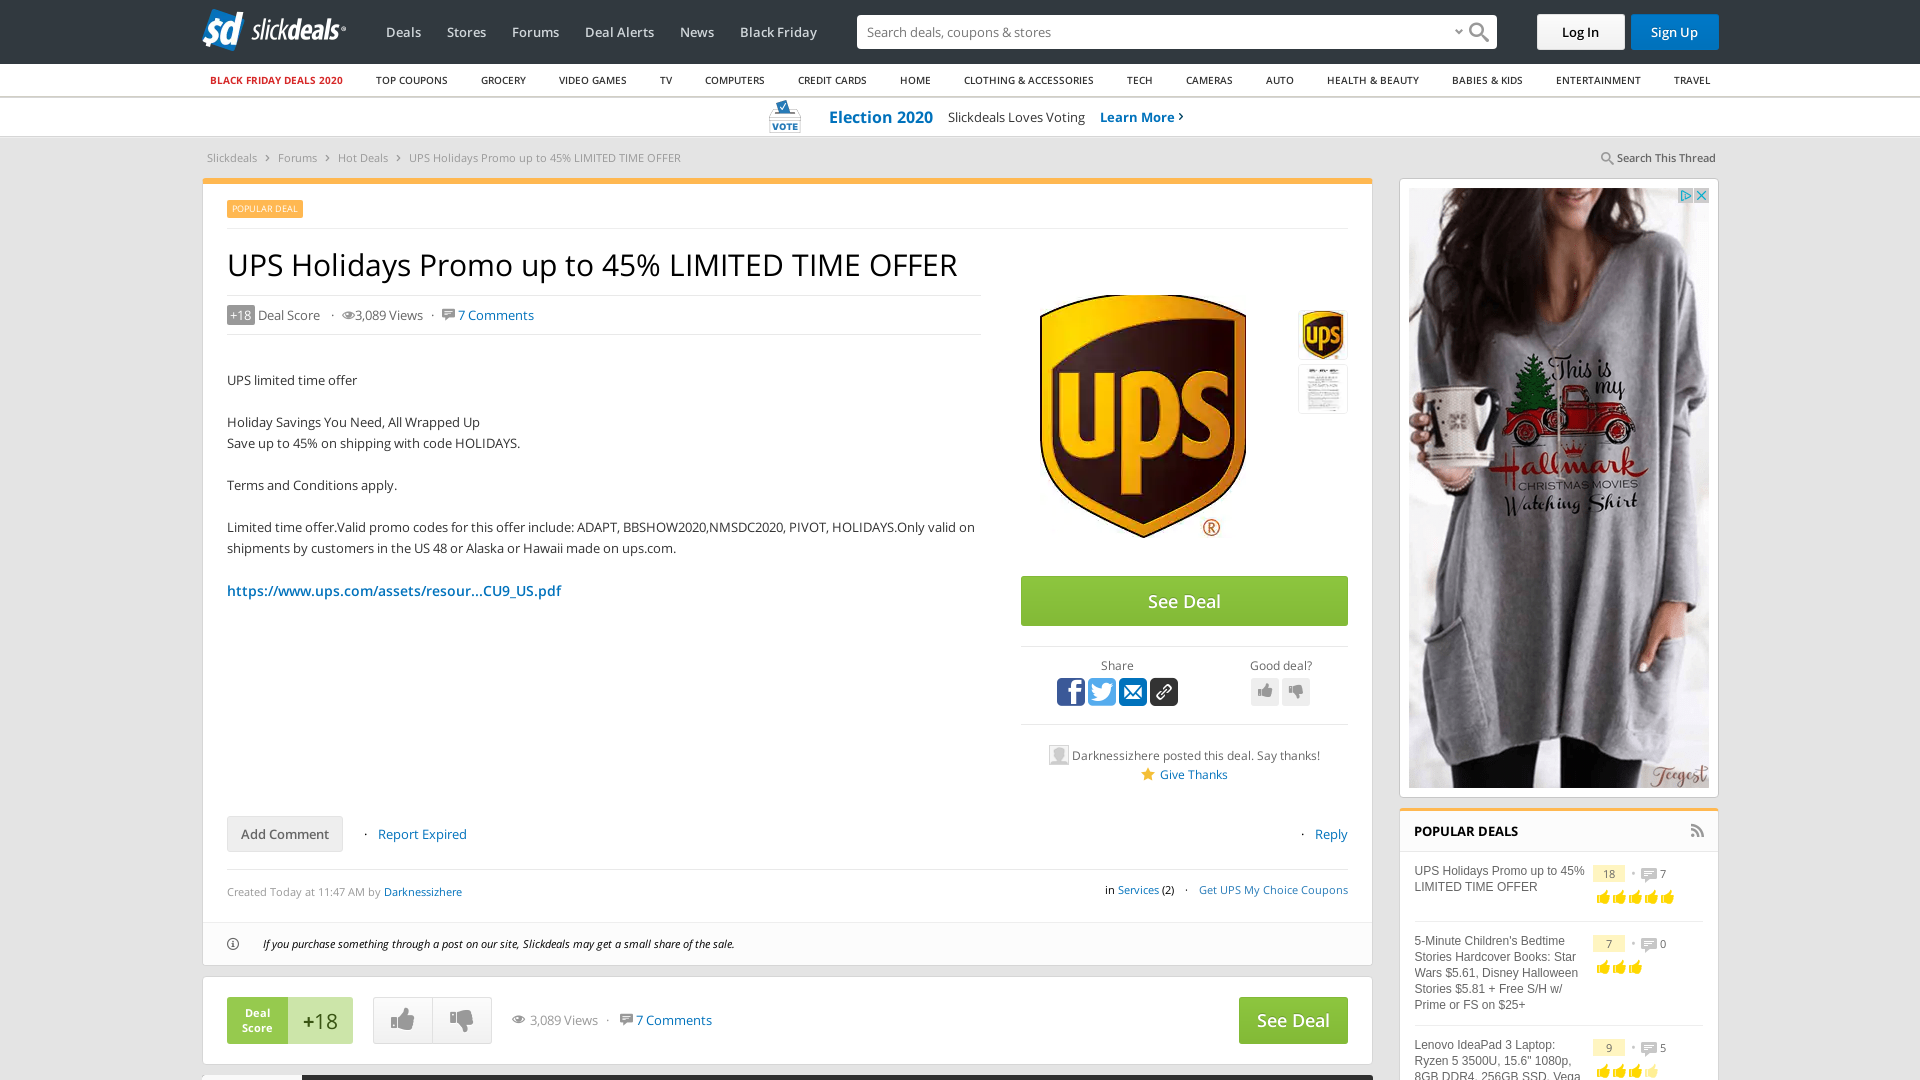 sd slickdeals
Deals Stores Forums Deal Alerts News Black Friday
Search deals, coupons & stores
Log In
Sign Up
BLACK FRIDAY DEALS 2020 TOP COUPONS GROCERY VIDEO GAMES TV COMPUTERS CREDIT CARDS HOME CLOTHING & ACCESSORIES TECH CAMERAS AUTO HEALTH & BEAUTY BABIES & KIDS ENTERTAINMENT TRAVEL
VOTE Election 2020 Slickdeals Loves Voting Learn More
Slickdeals Forums Hot Deals UPS Holidays Promo up to 45% LIMITED TIME OFFER
Search This Thread
POPULAR DEAL
UPS Holidays Promo up to 45% LIMITED TIME OFFER
+18 Deal Score · 3,089 Views · 7 Comments
UPS limited time offer
Holiday Savings You Need, All Wrapped Up
Save up to 45% on shipping with code HOLIDAYS.
Terms and Conditions apply.
Limited time offer.Valid promo codes for this offer include: ADAPT, BBSHOW2020,NMSDC2020, PIVOT, HOLIDAYS.Only valid on
shipments by customers in the US 48 or Alaska or Hawaii made on ups.com.
https://www.ups.com/assets/resour...CU9_US.pdf
ups
®
ups
See Deal
Share
Good deal?
Darknessizhere posted this deal. Say thanks!
Give Thanks
Add Comment · Report Expired
· Reply
Created Today at 11:47 AM by Darknessizhere
in Services (2) · Get UPS My Choice Coupons
If you purchase something through a post on our site, Slickdeals may get a small share of the sale.
Deal
Score
+18
3,089 Views · 7 Comments
See Deal
This is
my
Hallmark
CHRISTMAS MOVIES
Watching Shirt
Teegest
POPULAR DEALS
UPS Holidays Promo up to 45%
LIMITED TIME OFFER
18 • 7
5-Minute Children's Bedtime
Stories Hardcover Books: Star
Wars $5.61, Disney Halloween
Stories $5.81 + Free S/H w/
Prime or FS on $25+
7 • 0
Lenovo IdeaPad 3 Laptop:
Ryzen 5 3500U, 15.6" 1080p,
8GB DDR4, 256GB SSD, Vega
9 • 5